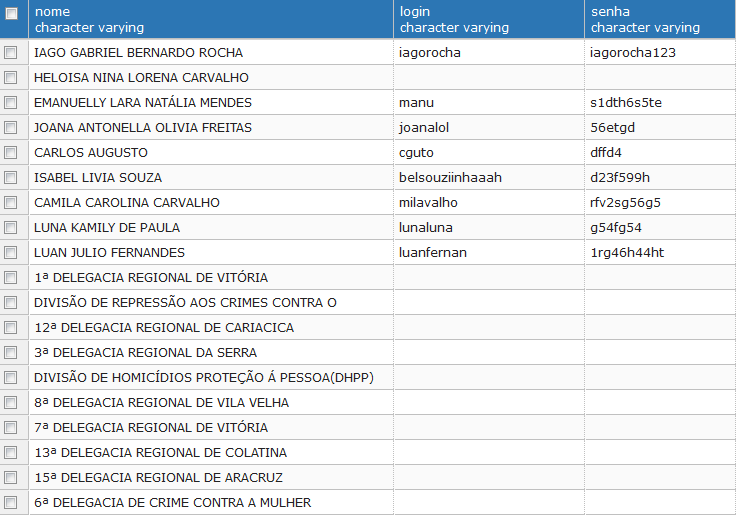 nome login senha
character varying character varying character varying
IAGO GABRIEL BERNARDO ROCHA iagorocha iagorocha123
HELOISA NINA LORENA CARVALHO
EMANUELLY LARA NATÁLIA MENDES manu s1dth6s5te
JOANA ANTONELLA OLIVIA FREITAS joanalol 56etgd
CARLOS AUGUSTO cguto dffd4
ISABEL LIVIA SOUZA belsouziinhaaah d23f599h
CAMILA CAROLINA CARVALHO milavalho rfv2sg56g5
LUNA KAMILY DE PAULA lunaluna g54fg54
LUAN JULIO FERNANDES luanfernan 1rg46h44ht
1ª DELEGACIA REGIONAL DE VITÓRIA
DIVISÃO DE REPRESSÃO AOS CRIMES CONTRA O
12ª DELEGACIA REGIONAL DE CARIACICA
3ª DELEGACIA REGIONAL DA SERRA
DIVISÃO DE HOMICÍDIOS PROTEÇÃO Á PESSOA(DHPP)
8ª DELEGACIA REGIONAL DE VILA VELHA
7ª DELEGACIA REGIONAL DE VITÓRIA
13ª DELEGACIA REGIONAL DE COLATINA
15ª DELEGACIA REGIONAL DE ARACRUZ
6ª DELEGACIA DE CRIME CONTRA A MULHER